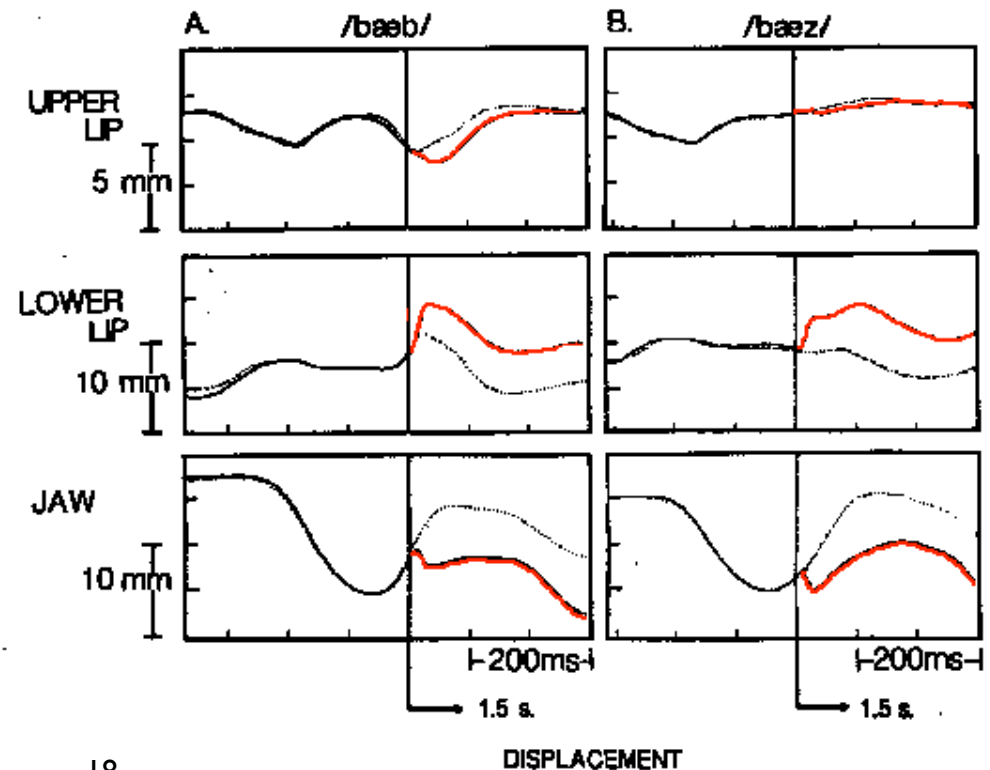 A. /baeb/ B. /baez/
UPPER
LIP
5 mm
LOWER
LIP
10 mm
JAW
10 mm
200ms 200ms
1.5 s. 1.5 s.
DISPLACEMENT